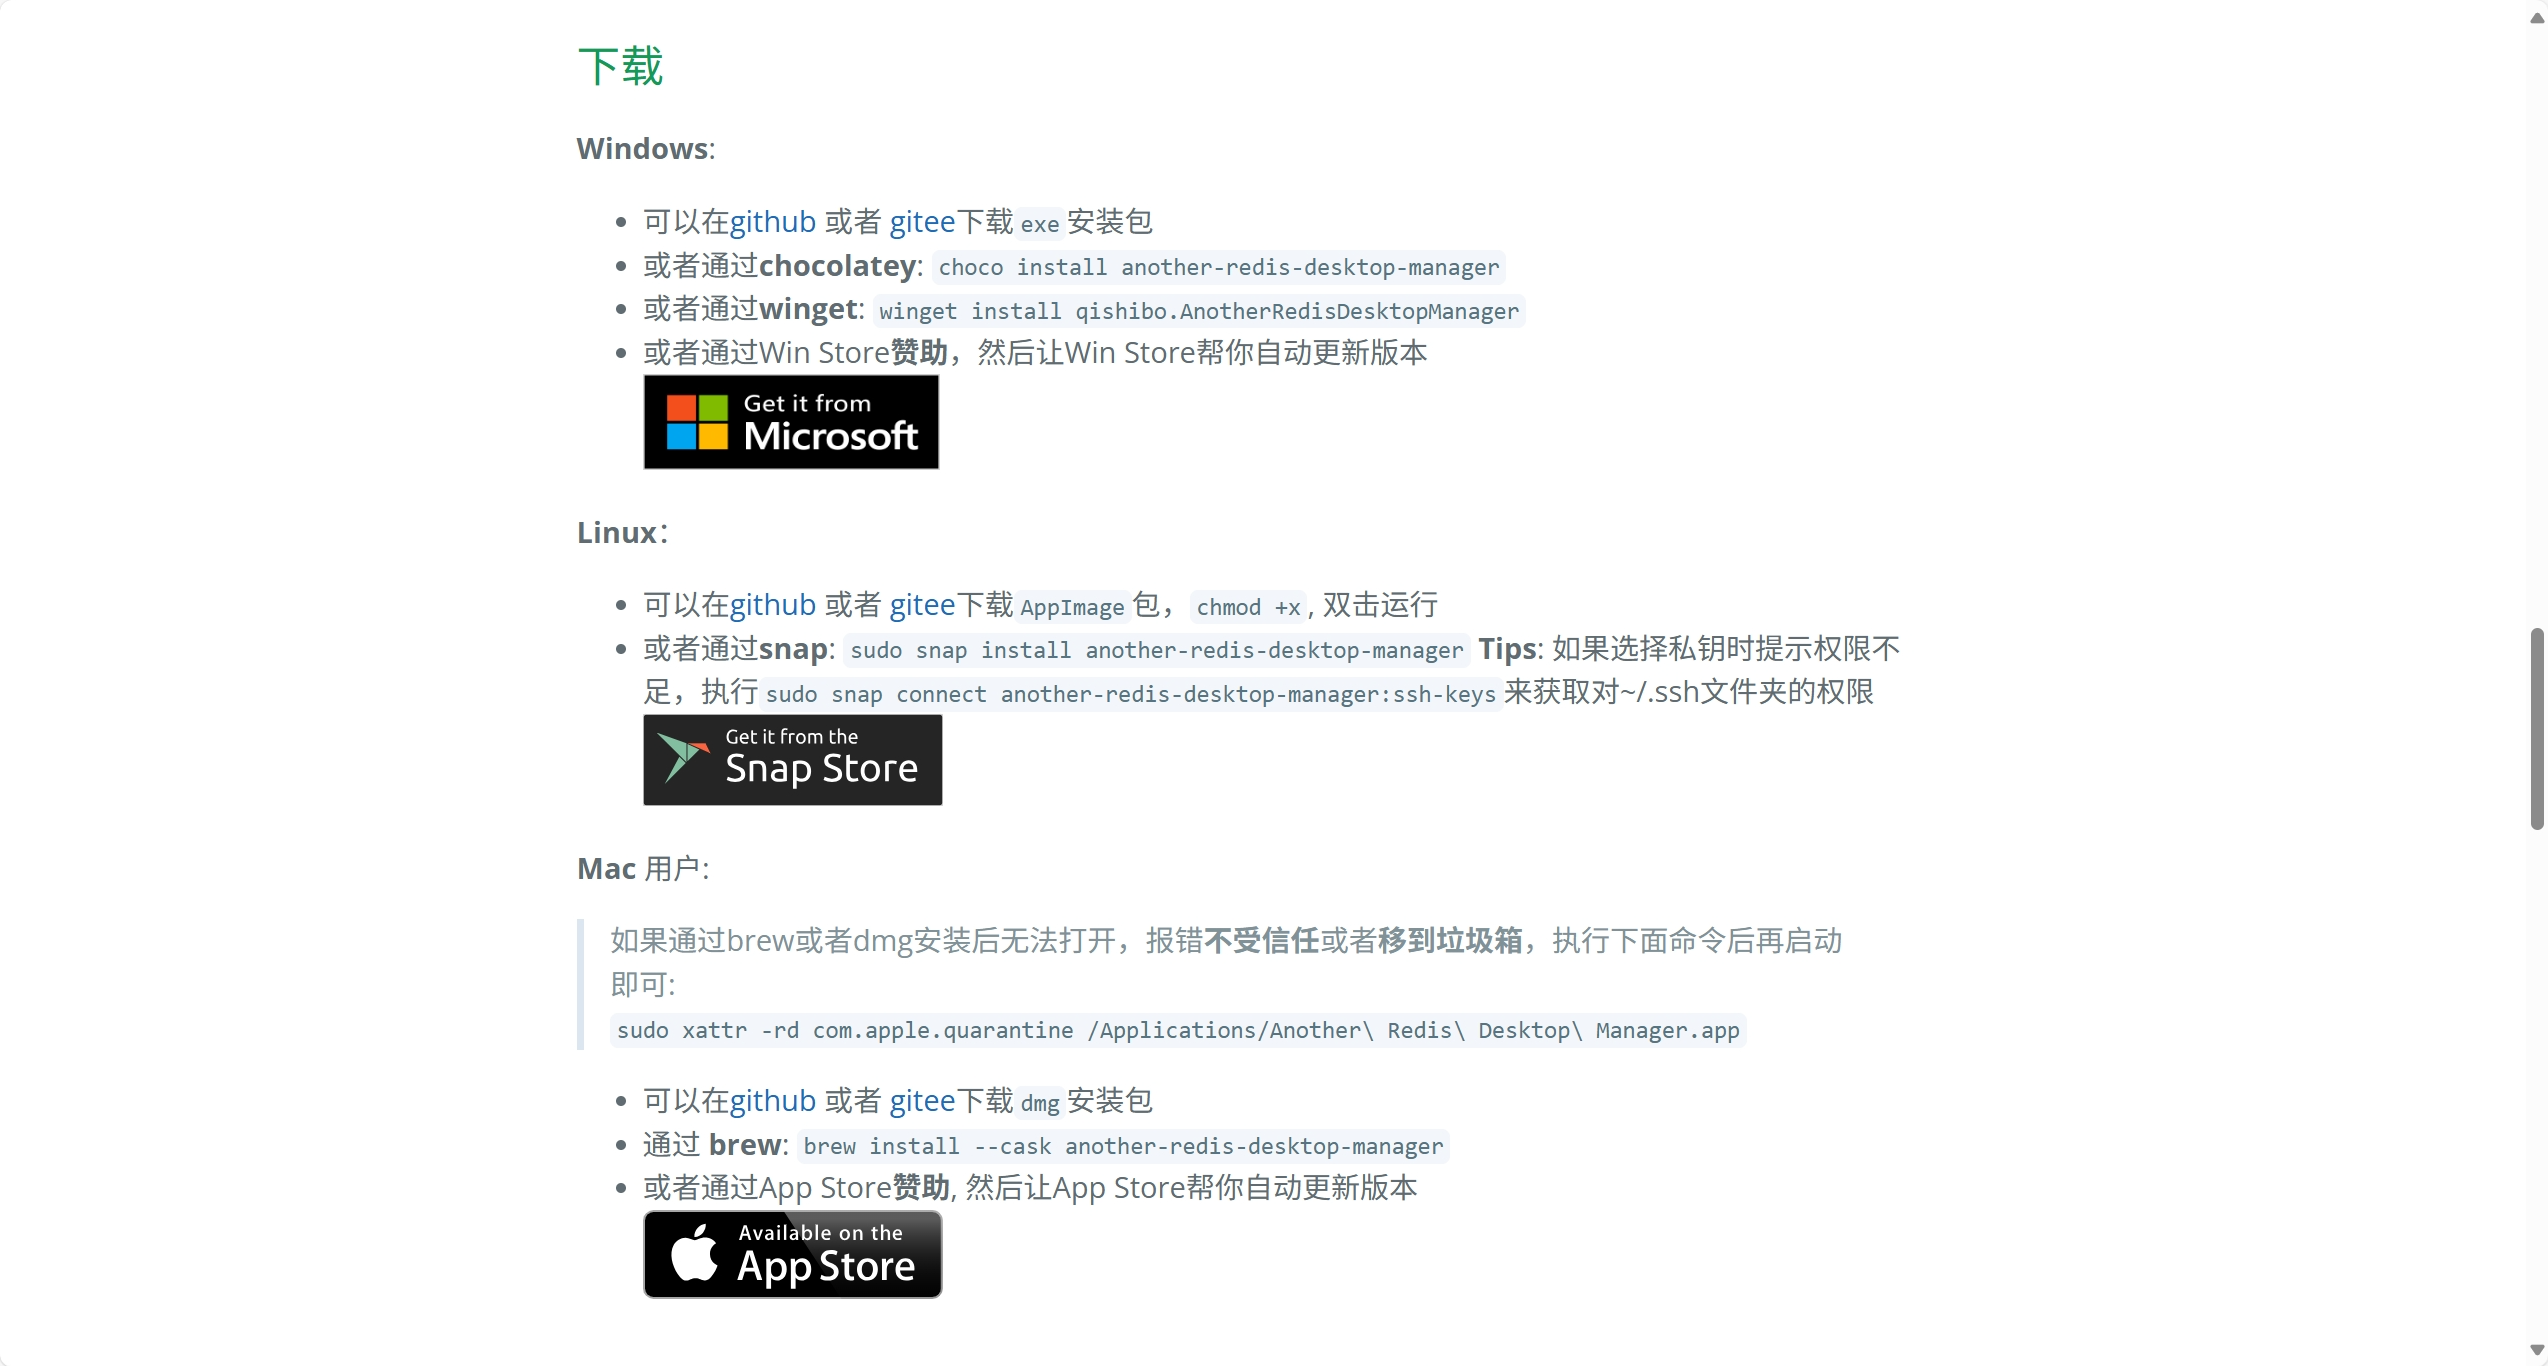 下载
Windows:
可以在github 或者 gitee下载 exe 安装包
或者通过chocolatey: choco install another-redis-desktop-manager
或者通过winget: winget install qishibo.AnotherRedisDesktopManager
或者通过Win Store赞助，然后让Win Store帮你自动更新版本
Get it from
Microsoft
Linux：
可以在github 或者 gitee下载 AppImage 包， chmod +x , 双击运行
或者通过snap: sudo snap install another-redis-desktop-manager Tips: 如果选择私钥时提示权限不
足，执行 sudo snap connect another-redis-desktop-manager:ssh-keys 来获取对~/.ssh文件夹的权限
Get it from the
Snap Store
Mac 用户:
如果通过brew或者dmg安装后无法打开，报错不受信任或者移到垃圾箱，执行下面命令后再启动
即可:
sudo xattr -rd com.apple.quarantine /Applications/Another\ Redis\ Desktop\ Manager.app
可以在github 或者 gitee下载 dmg 安装包
通过 brew: brew install --cask another-redis-desktop-manager
或者通过App Store赞助, 然后让App Store帮你自动更新版本
Available on the
App Store